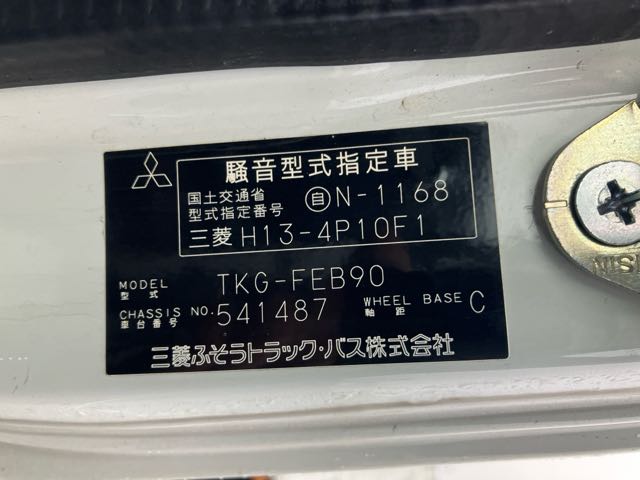 騒音型式指定車
国土交通省
型式指定番号 自N-1168
三菱 H13-4P10F1
MODEL
型式 TKG-FEB90
CHASSIS NO.
車台番号 541487 WHEEL BASE
軸距 C
三菱ふそうトラック・バス株式会社